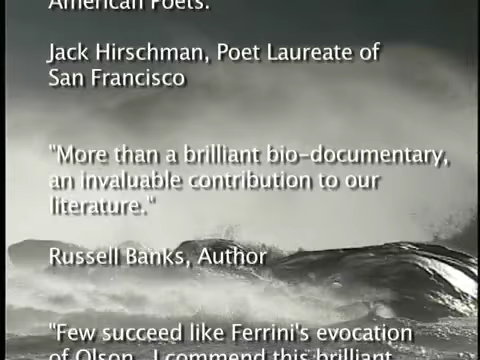 American Poets.
Jack Hirschman, Poet Laureate of
San Francisco
"More than a brilliant bio-documentary,
an invaluable contribution to our
literature."
Russell Banks, Author
"Few succeed like Ferrini's evocation
of Olson. I commend this brilliant